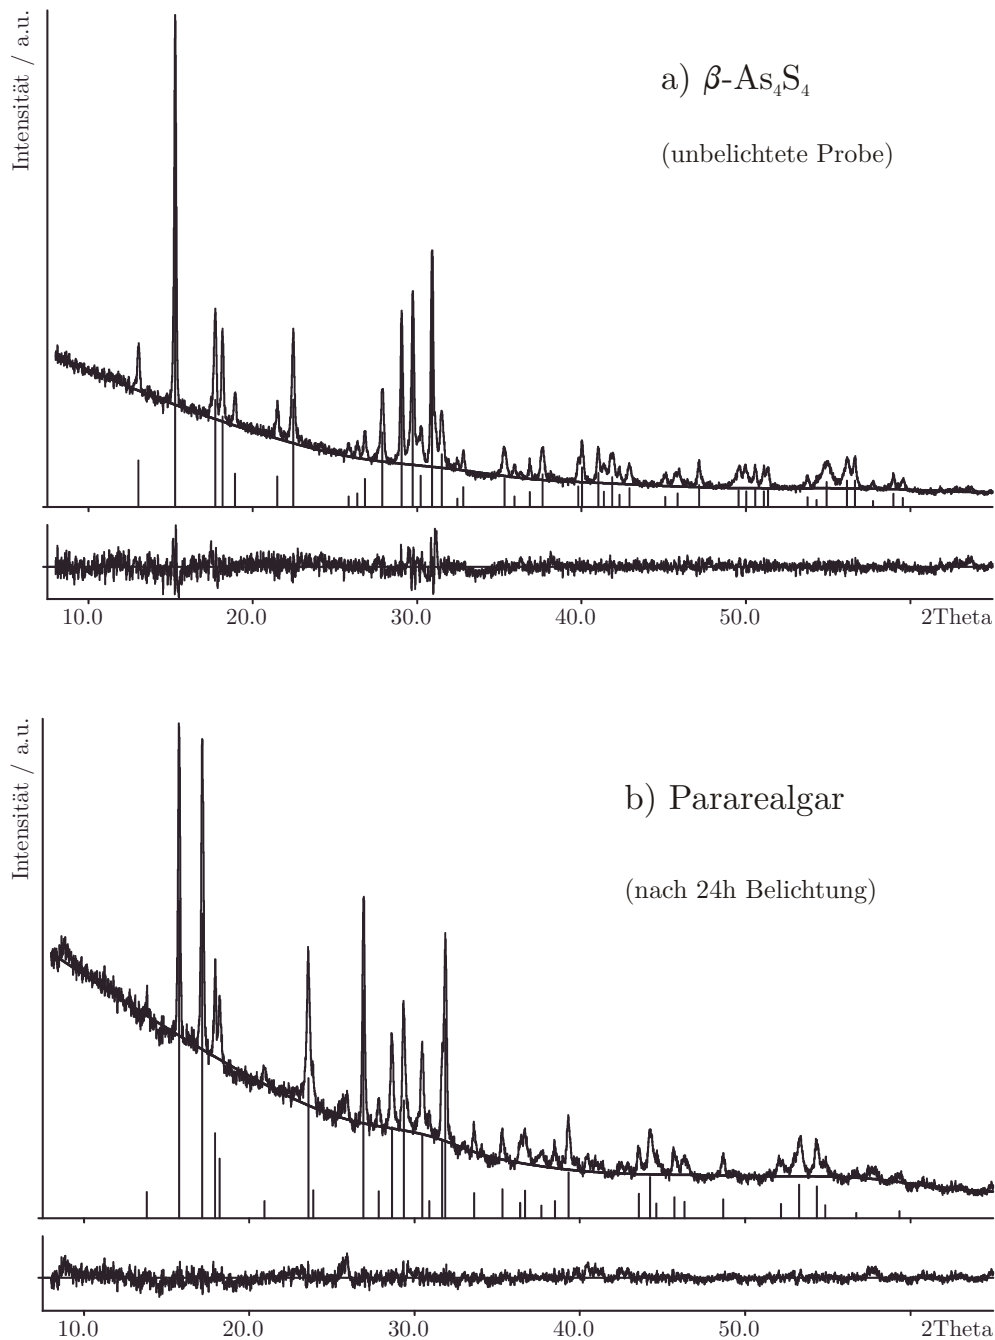 Intensität / a.u.
a) β-As₄S₄
(unbelichtete Probe)
10.0 20.0 30.0 40.0 50.0 2Theta
Intensität / a.u.
b) Pararealgar
(nach 24h Belichtung)
10.0 20.0 30.0 40.0 50.0 2Theta